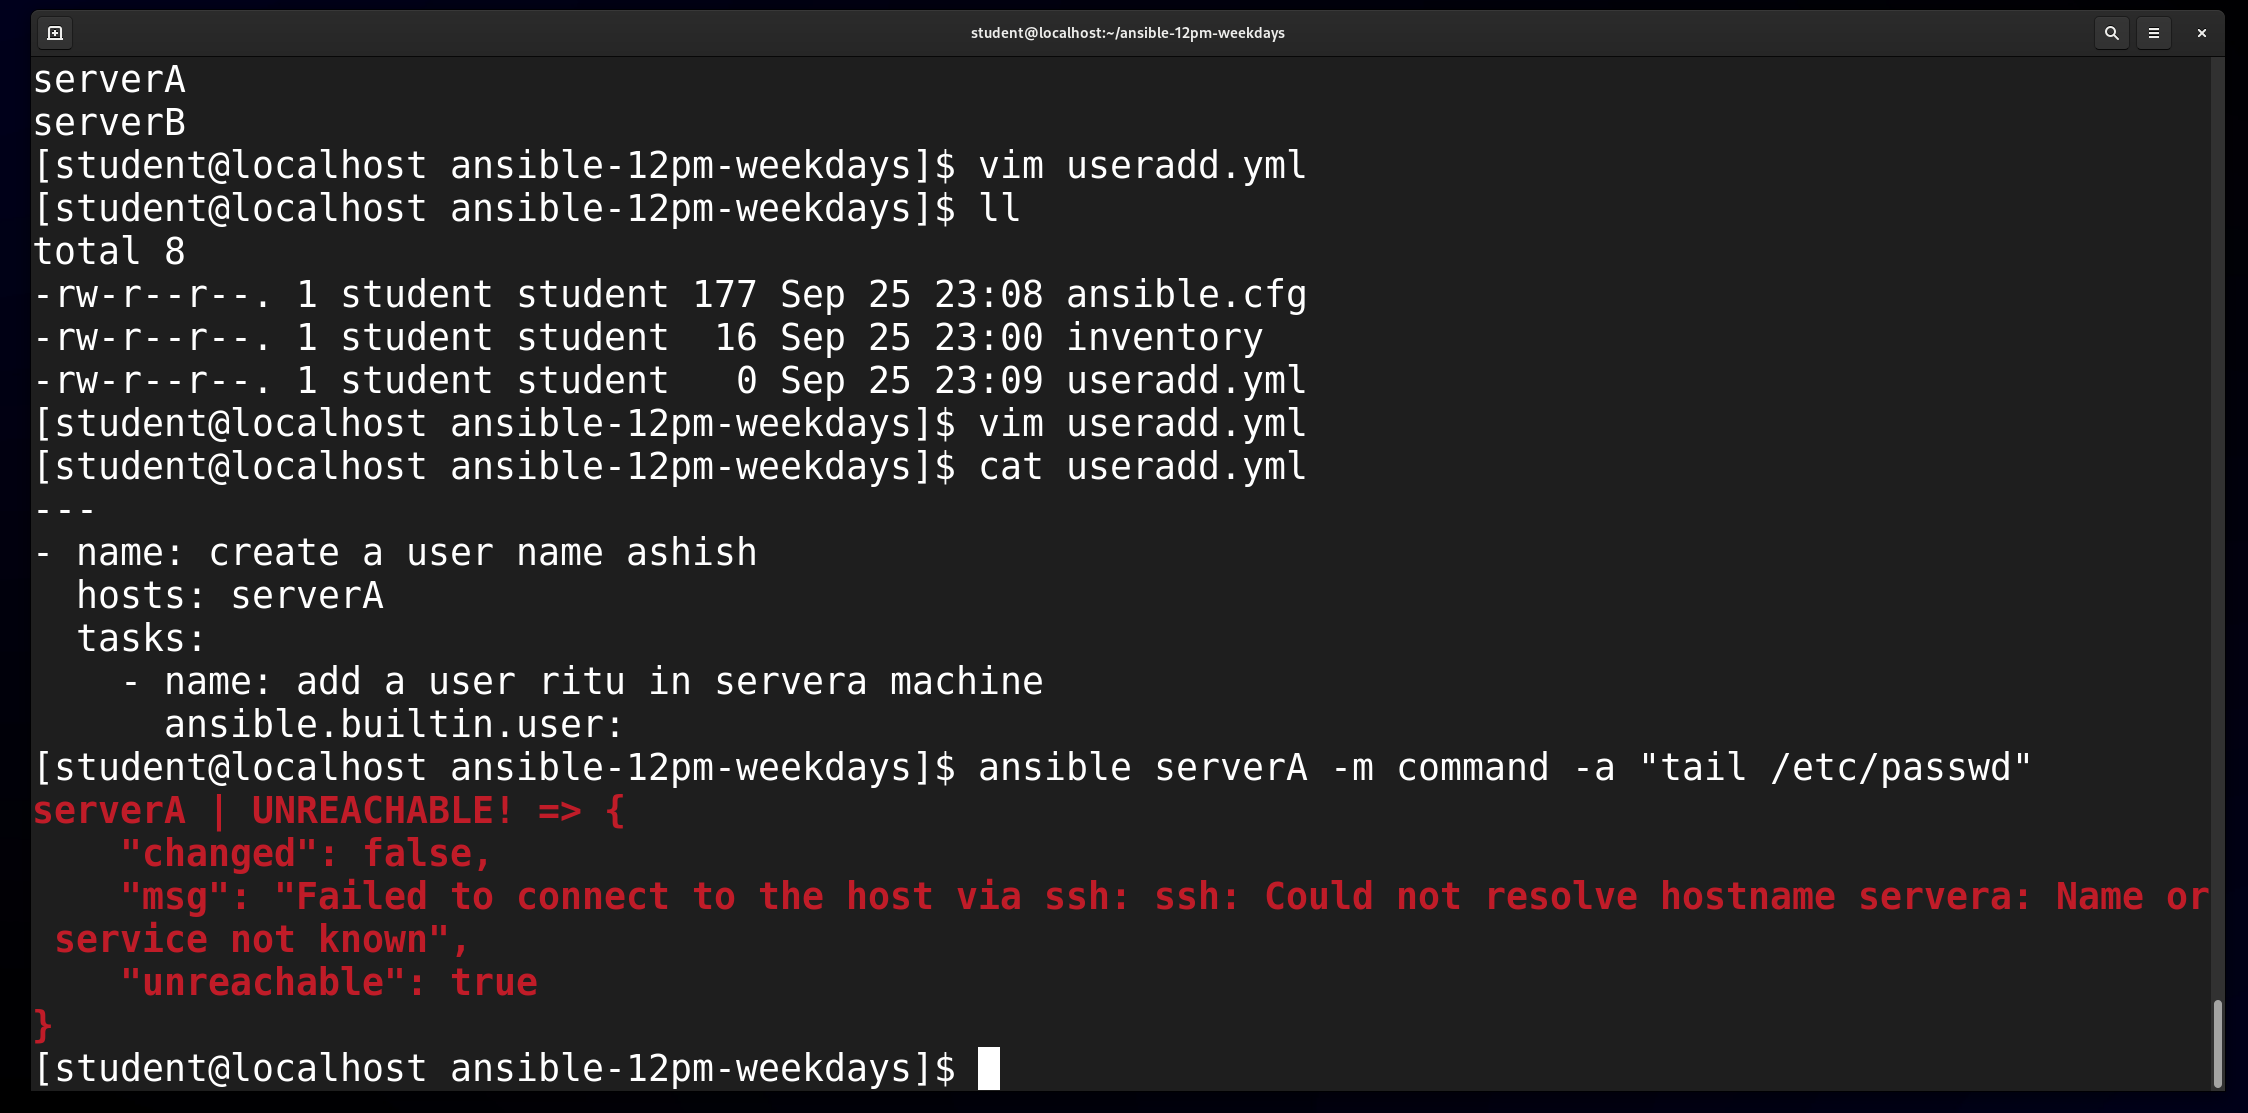 student@localhost:~/ansible-12pm-weekdays
serverA
serverB
[student@localhost ansible-12pm-weekdays]$ vim useradd.yml
[student@localhost ansible-12pm-weekdays]$ ll
total 8
-rw-r--r--. 1 student student 177 Sep 25 23:08 ansible.cfg
-rw-r--r--. 1 student student  16 Sep 25 23:00 inventory
-rw-r--r--. 1 student student   0 Sep 25 23:09 useradd.yml
[student@localhost ansible-12pm-weekdays]$ vim useradd.yml
[student@localhost ansible-12pm-weekdays]$ cat useradd.yml
---
- name: create a user name ashish
  hosts: serverA
  tasks:
    - name: add a user ritu in servera machine
      ansible.builtin.user:
[student@localhost ansible-12pm-weekdays]$ ansible serverA -m command -a "tail /etc/passwd"
serverA | UNREACHABLE! => {
    "changed": false,
    "msg": "Failed to connect to the host via ssh: ssh: Could not resolve hostname servera: Name or
 service not known",
    "unreachable": true
}
[student@localhost ansible-12pm-weekdays]$